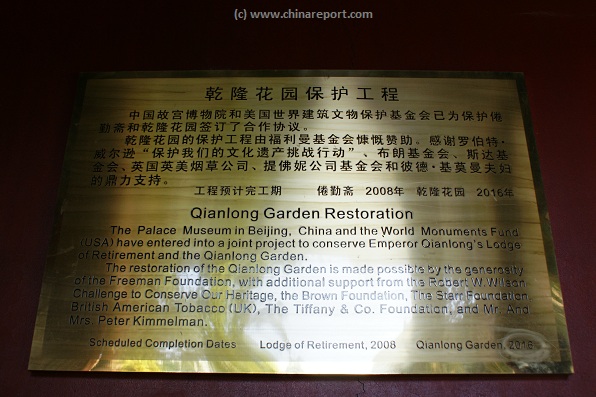 (c) www.chinareport.com
乾隆花园保护工程
中国故宫博物院和美国世界建筑文物保护基金会已为保护倦
勤斋和乾隆花园签订了合作协议。
乾隆花园的保护工程由福利曼基金会慷慨赞助。感谢罗伯特·
威尔逊“保护我们的文化遗产挑战行动”、布朗基金会、斯达基
金会、英国英美烟草公司、提佛妮公司基金会和彼德·基莫曼夫妇
的鼎力支持。
工程预计完工期 倦勤斋 2008年 乾隆花园 2016年
Qianlong Garden Restoration
The Palace Museum in Beijing, China and the World Monuments Fund
(USA) have entered into a joint project to conserve Emperor Qianlong's Lodge
of Retirement and the Qianlong Garden.
The restoration of the Qianlong Garden is made possible by the generosity
of the Freeman Foundation, with additional support from the Robert W. Wilson
Challenge to Conserve Our Heritage, the Brown Foundation, The Starr Foundation,
British American Tobacco (UK), The Tiffany & Co. Foundation, and Mr. And
Mrs. Peter Kimmelman.
Scheduled Completion Dates Lodge of Retirement, 2008 Qianlong Garden, 2016